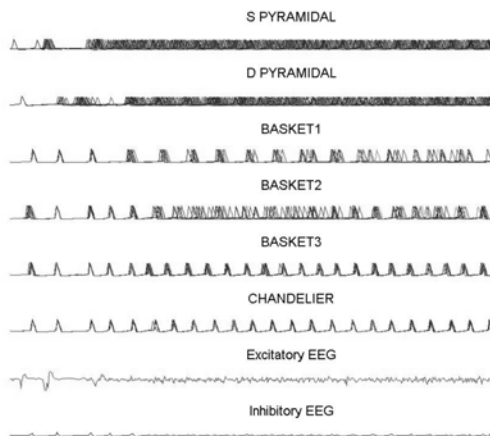 S PYRAMIDAL
D PYRAMIDAL
BASKET1
BASKET2
BASKET3
CHANDELIER
Excitatory EEG
Inhibitory EEG